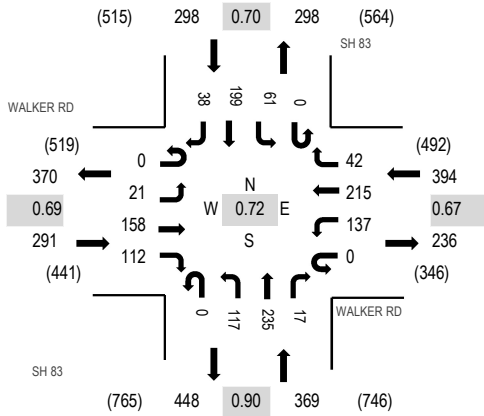 (515) 298 0.70 298 (564)
SH 83
WALKER RD
38 199 61 0
(519) (492)
0 42
370 394
21 N 215
0.69 W 0.72 E 0.67
158 137
291 S 236
112 0
(441) (346)
0 117 235 17
WALKER RD
SH 83
(765) 448 0.90 369 (746)